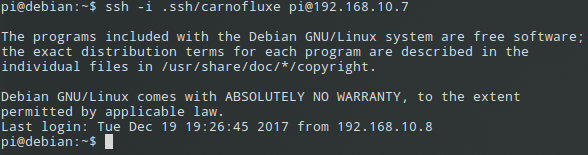 pi@debian:~$ ssh -i .ssh/carnofluxe pi@192.168.10.7
The programs included with the Debian GNU/Linux system are free software;
the exact distribution terms for each program are described in the
individual files in /usr/share/doc/*/copyright.
Debian GNU/Linux comes with ABSOLUTELY NO WARRANTY, to the extent
permitted by applicable law.
Last login: Tue Dec 19 19:26:45 2017 from 192.168.10.8
pi@debian:~$